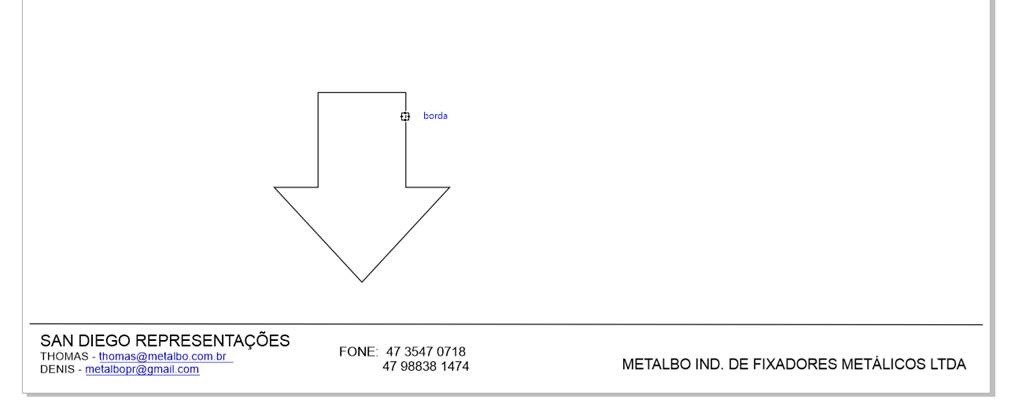 borda
SAN DIEGO REPRESENTAÇÕES
THOMAS - thomas@metalbo.com.br
DENIS - metalbopr@gmail.com
FONE: 47 3547 0718
47 98838 1474
METALBO IND. DE FIXADORES METÁLICOS LTDA